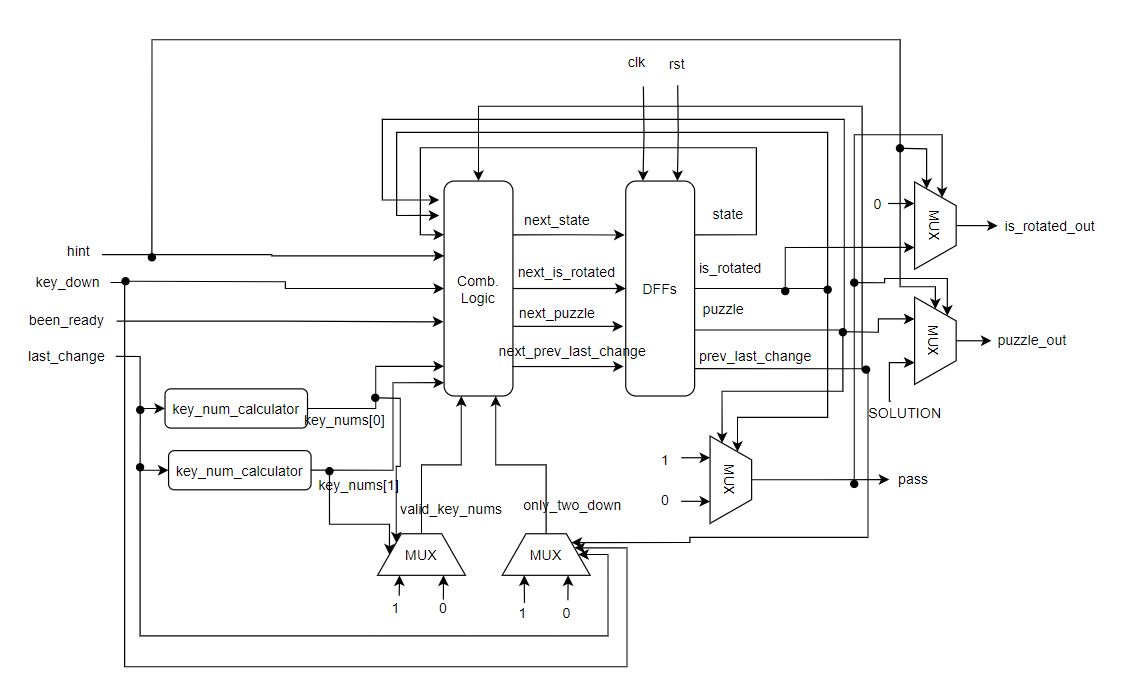 clk
rst
hint
key_down
been_ready
last_change
key_num_calculator
key_nums[0]
key_num_calculator
key_nums[1]
Comb.
Logic
next_state
next_is_rotated
next_puzzle
next_prev_last_change
DFFs
state
is_rotated
puzzle
prev_last_change
0
MUX
is_rotated_out
MUX
puzzle_out
SOLUTION
1
0
MUX
pass
valid_key_nums
only_two_down
MUX
1
0
MUX
1
0